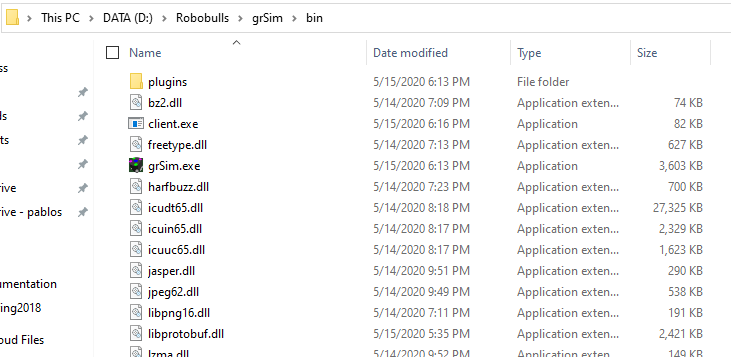 This PC > DATA (D:) > Robobulls > grSim > bin
Name Date modified Type Size
ss
plugins 5/15/2020 6:13 PM File folder
bz2.dll 5/14/2020 7:09 PM Application exten... 74 KB
ls
client.exe 5/15/2020 6:16 PM Application 82 KB
ts
freetype.dll 5/14/2020 7:13 PM Application exten... 627 KB
grSim.exe 5/15/2020 6:13 PM Application 3,603 KB
rive
harfbuzz.dll 5/14/2020 7:23 PM Application exten... 700 KB
rive - pablos
icudt65.dll 5/14/2020 8:18 PM Application exten... 27,325 KB
icuin65.dll 5/14/2020 8:17 PM Application exten... 2,329 KB
icuuc65.dll 5/14/2020 8:17 PM Application exten... 1,623 KB
jasper.dll 5/14/2020 9:51 PM Application exten... 290 KB
umentation
jpeg62.dll 5/14/2020 9:49 PM Application exten... 538 KB
ing2018
libpng16.dll 5/14/2020 7:11 PM Application exten... 191 KB
oud Files
libprotobuf.dll 5/15/2020 5:35 PM Application exten... 2,421 KB
lzma.dll 5/14/2020 9:52 PM Application exten... 149 KB